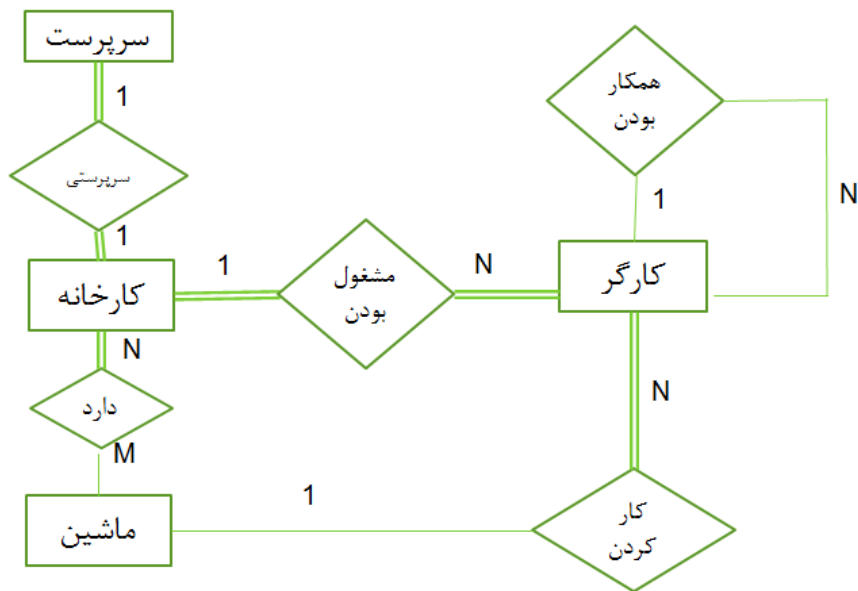 سرپرست
1
سرپرستی
1
کارخانه
N
دارد
M
ماشین
1
مشغول
بودن
N
همکار
بودن
1
N
کارگر
N
کار
کردن
1